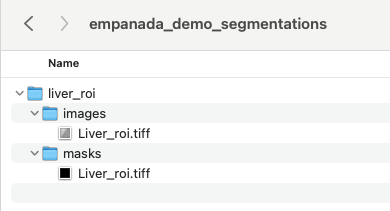 empanada_demo_segmentations
Name
liver_roi
images
Liver_roi.tiff
masks
Liver_roi.tiff